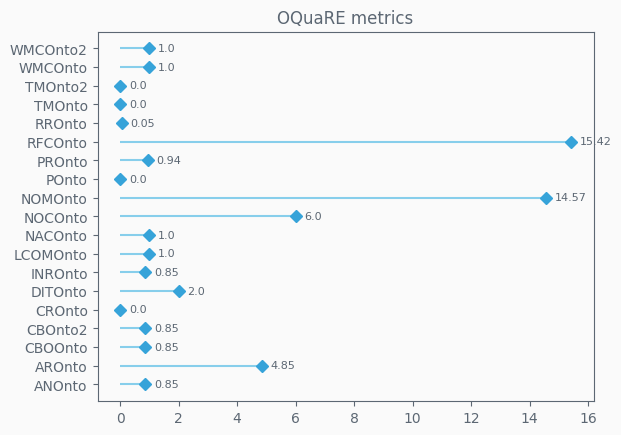 OQuaRE metrics
WMCOnto2 1.0
WMCOnto 1.0
TMOnto2 0.0
TMOnto 0.0
RROnto 0.05
RFCOnto 15.42
PROnto 0.94
POnto 0.0
NOMOnto 14.57
NOCOnto 6.0
NACOnto 1.0
LCOMOnto 1.0
INROnto 0.85
DITOnto 2.0
CROnto 0.0
CBOnto2 0.85
CBOOnto 0.85
AROnto 4.85
ANOnto 0.85
0 2 4 6 8 10 12 14 16